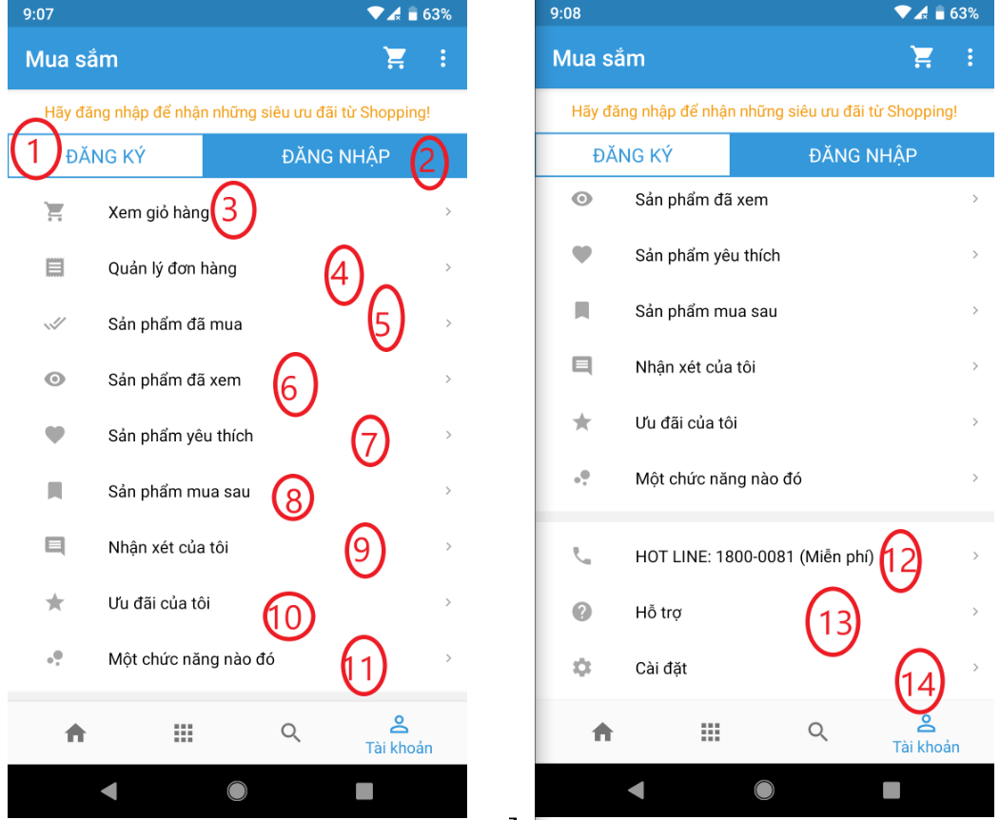 9:07 63%
Mua sắm
Hãy đăng nhập để nhận những siêu ưu đãi từ Shopping!
1 ĐĂNG KÝ ĐĂNG NHẬP 2
Xem giỏ hàng 3
Quản lý đơn hàng 4
Sản phẩm đã mua 5
Sản phẩm đã xem 6
Sản phẩm yêu thích 7
Sản phẩm mua sau 8
Nhận xét của tôi 9
Ưu đãi của tôi 10
Một chức năng nào đó 11
Tài khoản
9:08 63%
Mua sắm
Hãy đăng nhập để nhận những siêu ưu đãi từ Shopping!
ĐĂNG KÝ ĐĂNG NHẬP
Sản phẩm đã xem
Sản phẩm yêu thích
Sản phẩm mua sau
Nhận xét của tôi
Ưu đãi của tôi
Một chức năng nào đó
HOT LINE: 1800-0081 (Miễn phí) 12
Hỗ trợ 13
Cài đặt 14
Tài khoản